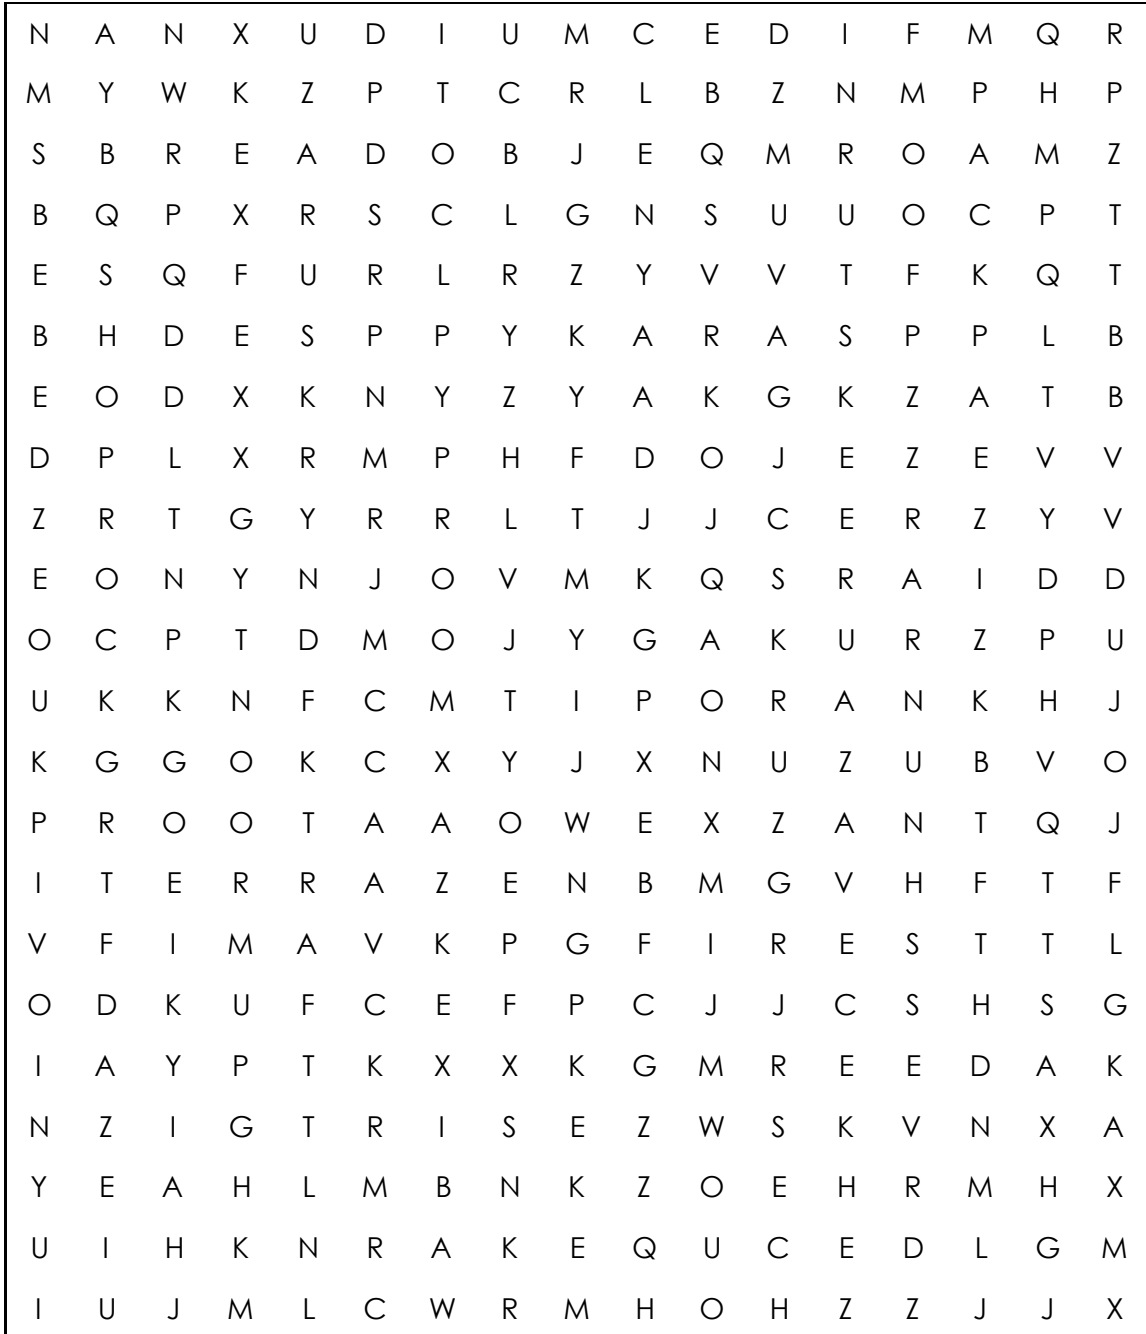 N A N X U D I U M C E D I F M Q R
M Y W K Z P T C R L B Z N M P H P
S B R E A D O B J E Q M R O A M Z
B Q P X R S C L G N S U U O C P T
E S Q F U R L R Z Y V V T F K Q T
B H D E S P P Y K A R A S P P L B
E O D X K N Y Z Y A K G K Z A T B
D P L X R M P H F D O J E Z E V V
Z R T G Y R R L T J J C E R Z Y V
E O N Y N J O V M K Q S R A I D D
O C P T D M O J Y G A K U R Z P U
U K K N F C M T I P O R A N K H J
K G G O K C X Y J X N U Z U B V O
P R O O T A A O W E X Z A N T Q J
I T E R R A Z E N B M G V H F T F
V F I M A V K P G F I R E S T T L
O D K U F C E F P C J J C S H S G
I A Y P T K X X K G M R E E D A K
N Z I G T R I S E Z W S K V N X A
Y E A H L M B N K Z O E H R M H X
U I H K N R A K E Q U C E D L G M
I U J M L C W R M H O H Z Z J J X